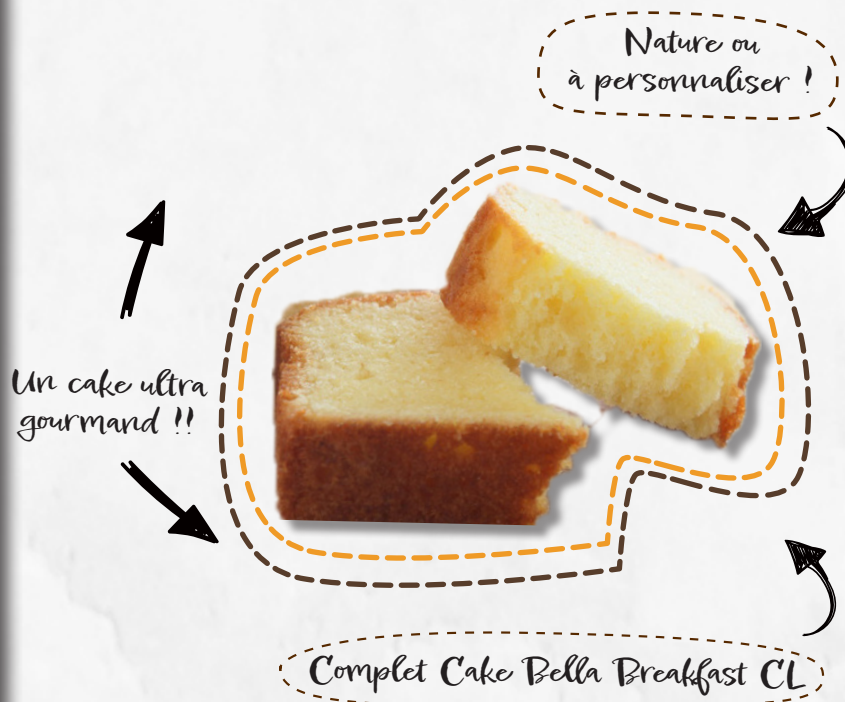 Nature ou
à personnaliser !
Un cake ultra
gourmand !!
Complet Cake Bella Breakfast CL